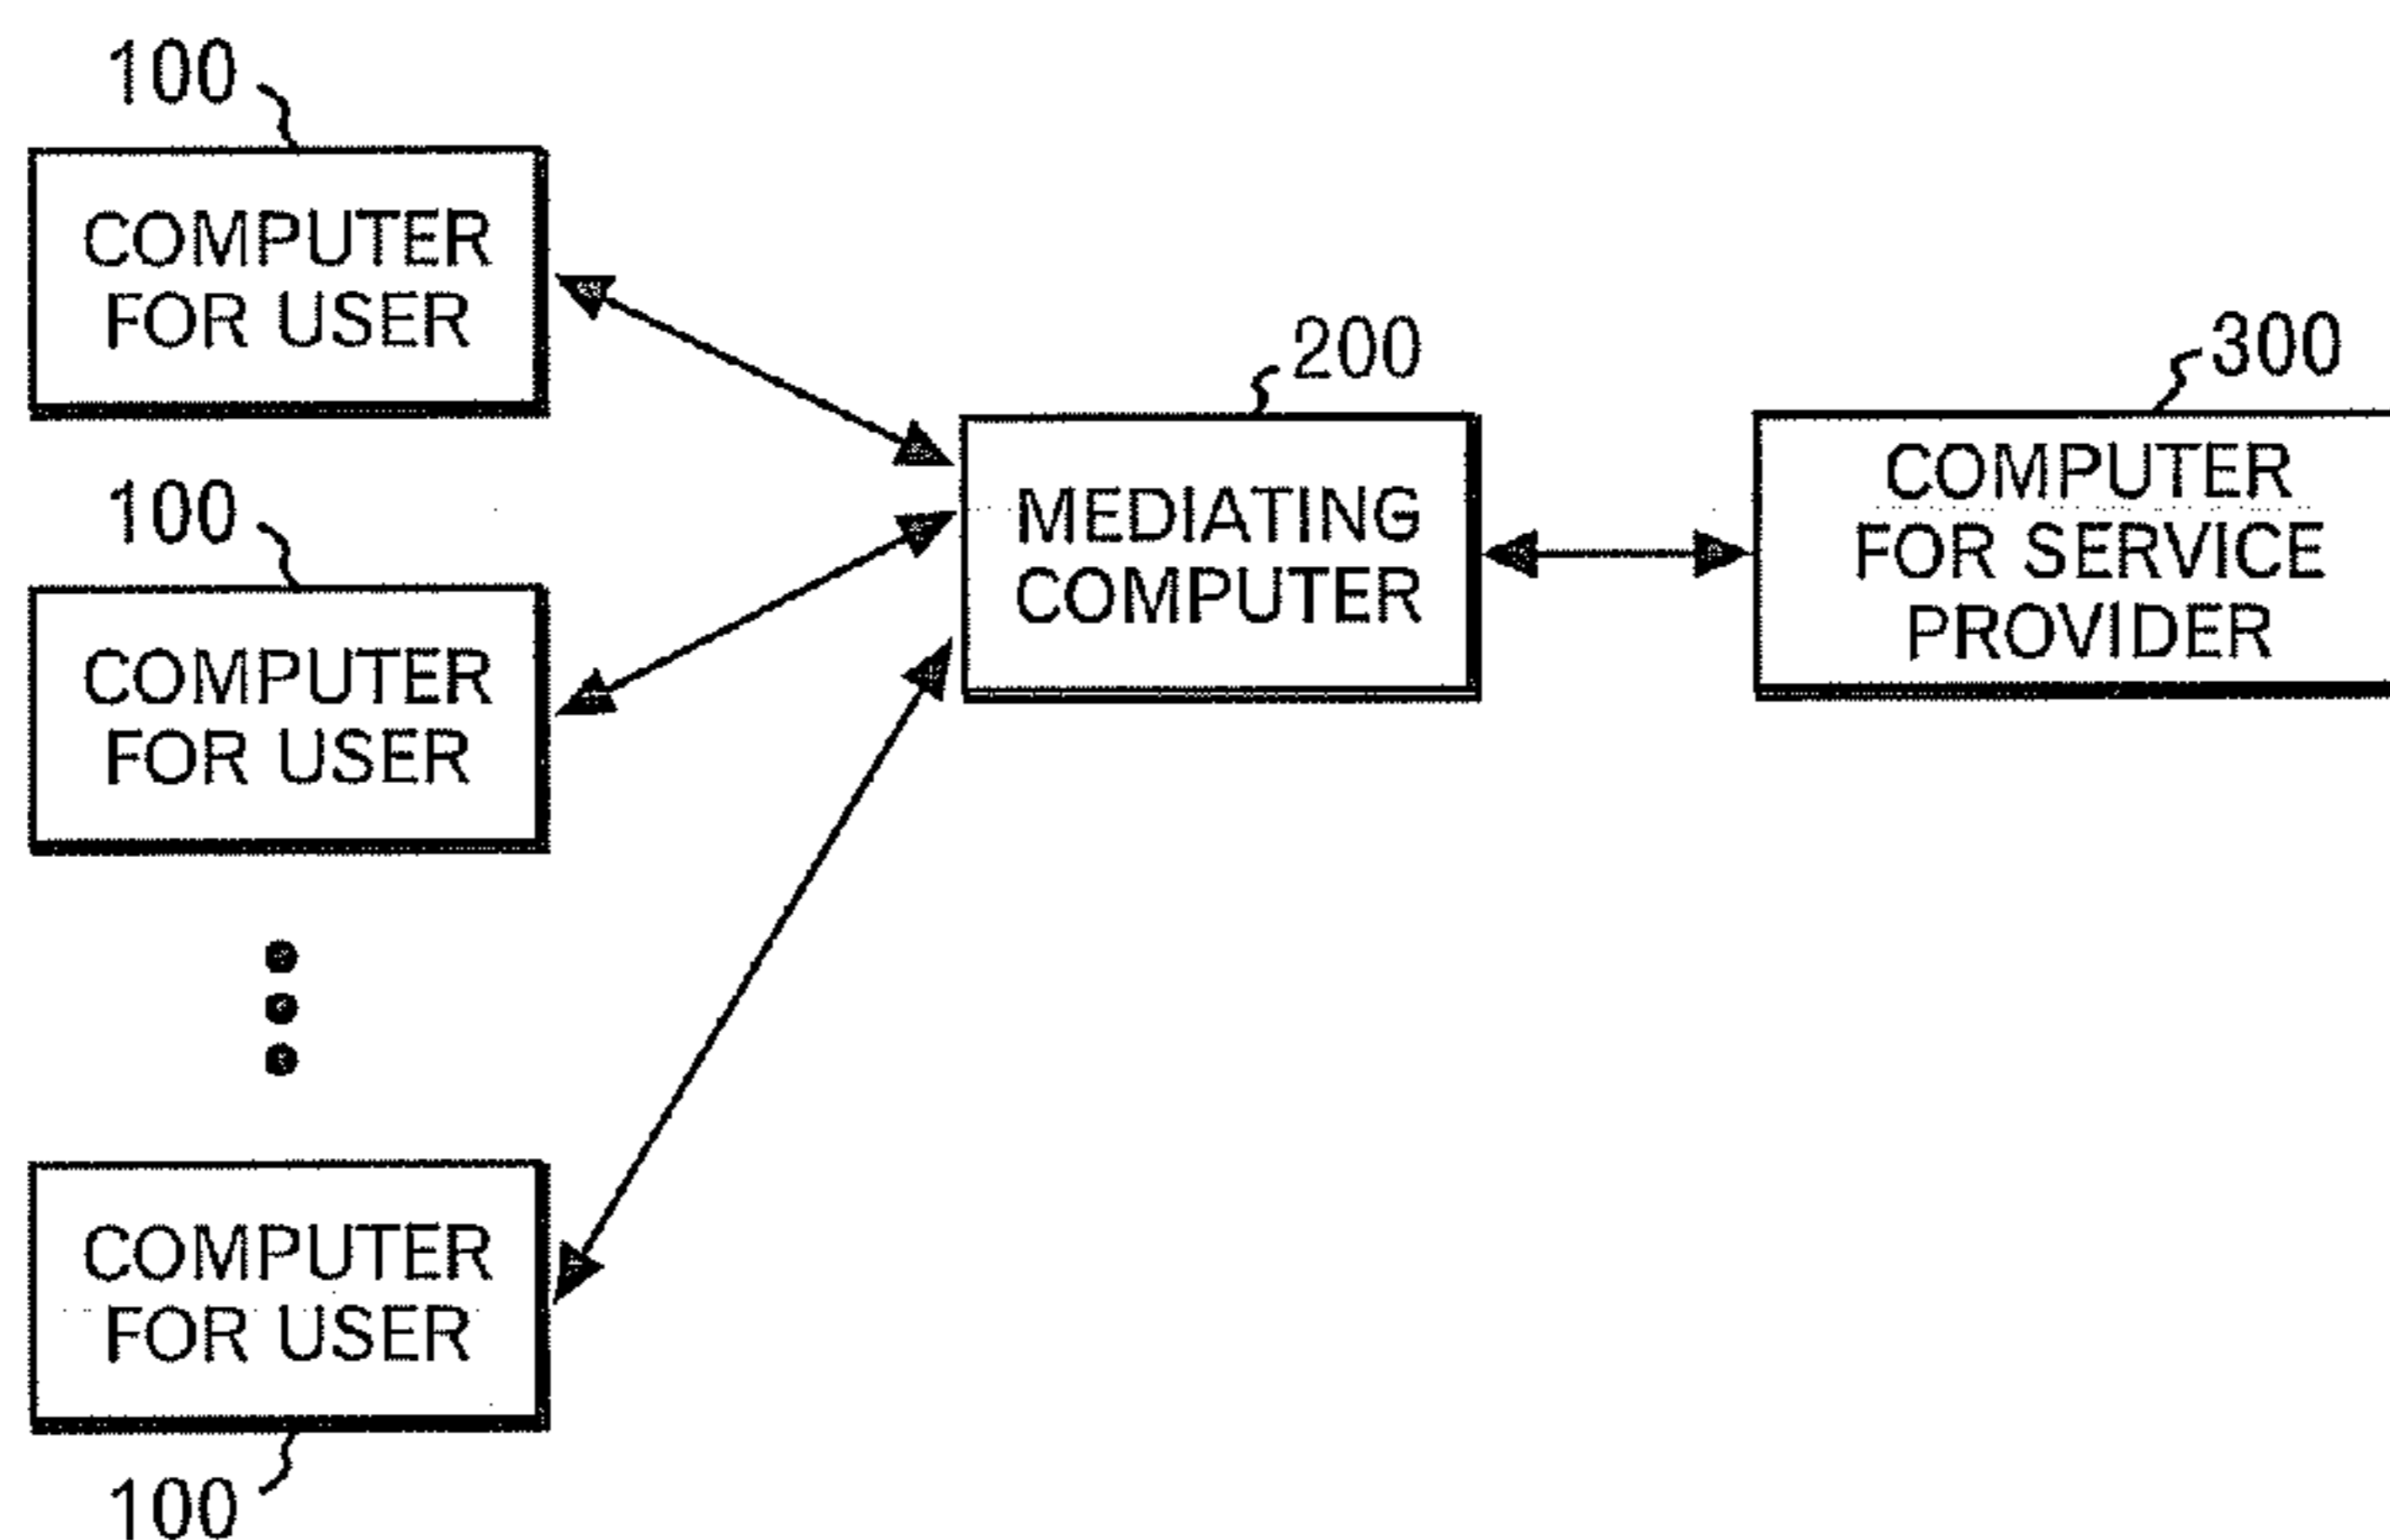 100
COMPUTER
FOR USER
100
COMPUTER
FOR USER
COMPUTER
FOR USER
100
200
MEDIATING
COMPUTER
300
COMPUTER
FOR SERVICE
PROVIDER